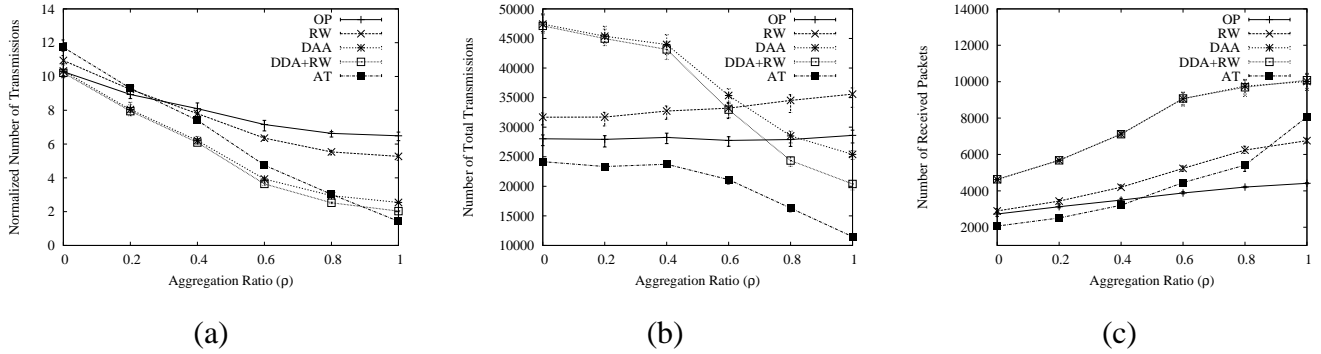 14
12
10
8
6
4
2
0
Normalized Number of Transmissions
OP
RW
DAA
DDA+RW
AT
0 0.2 0.4 0.6 0.8 1
Aggregation Ratio (ρ)
(a)
50000
45000
40000
35000
30000
25000
20000
15000
10000
Number of Total Transmissions
OP
RW
DAA
DDA+RW
AT
0 0.2 0.4 0.6 0.8 1
Aggregation Ratio (ρ)
(b)
14000
12000
10000
8000
6000
4000
2000
Number of Received Packets
OP
RW
DAA
DDA+RW
AT
0 0.2 0.4 0.6 0.8 1
Aggregation Ratio (ρ)
(c)